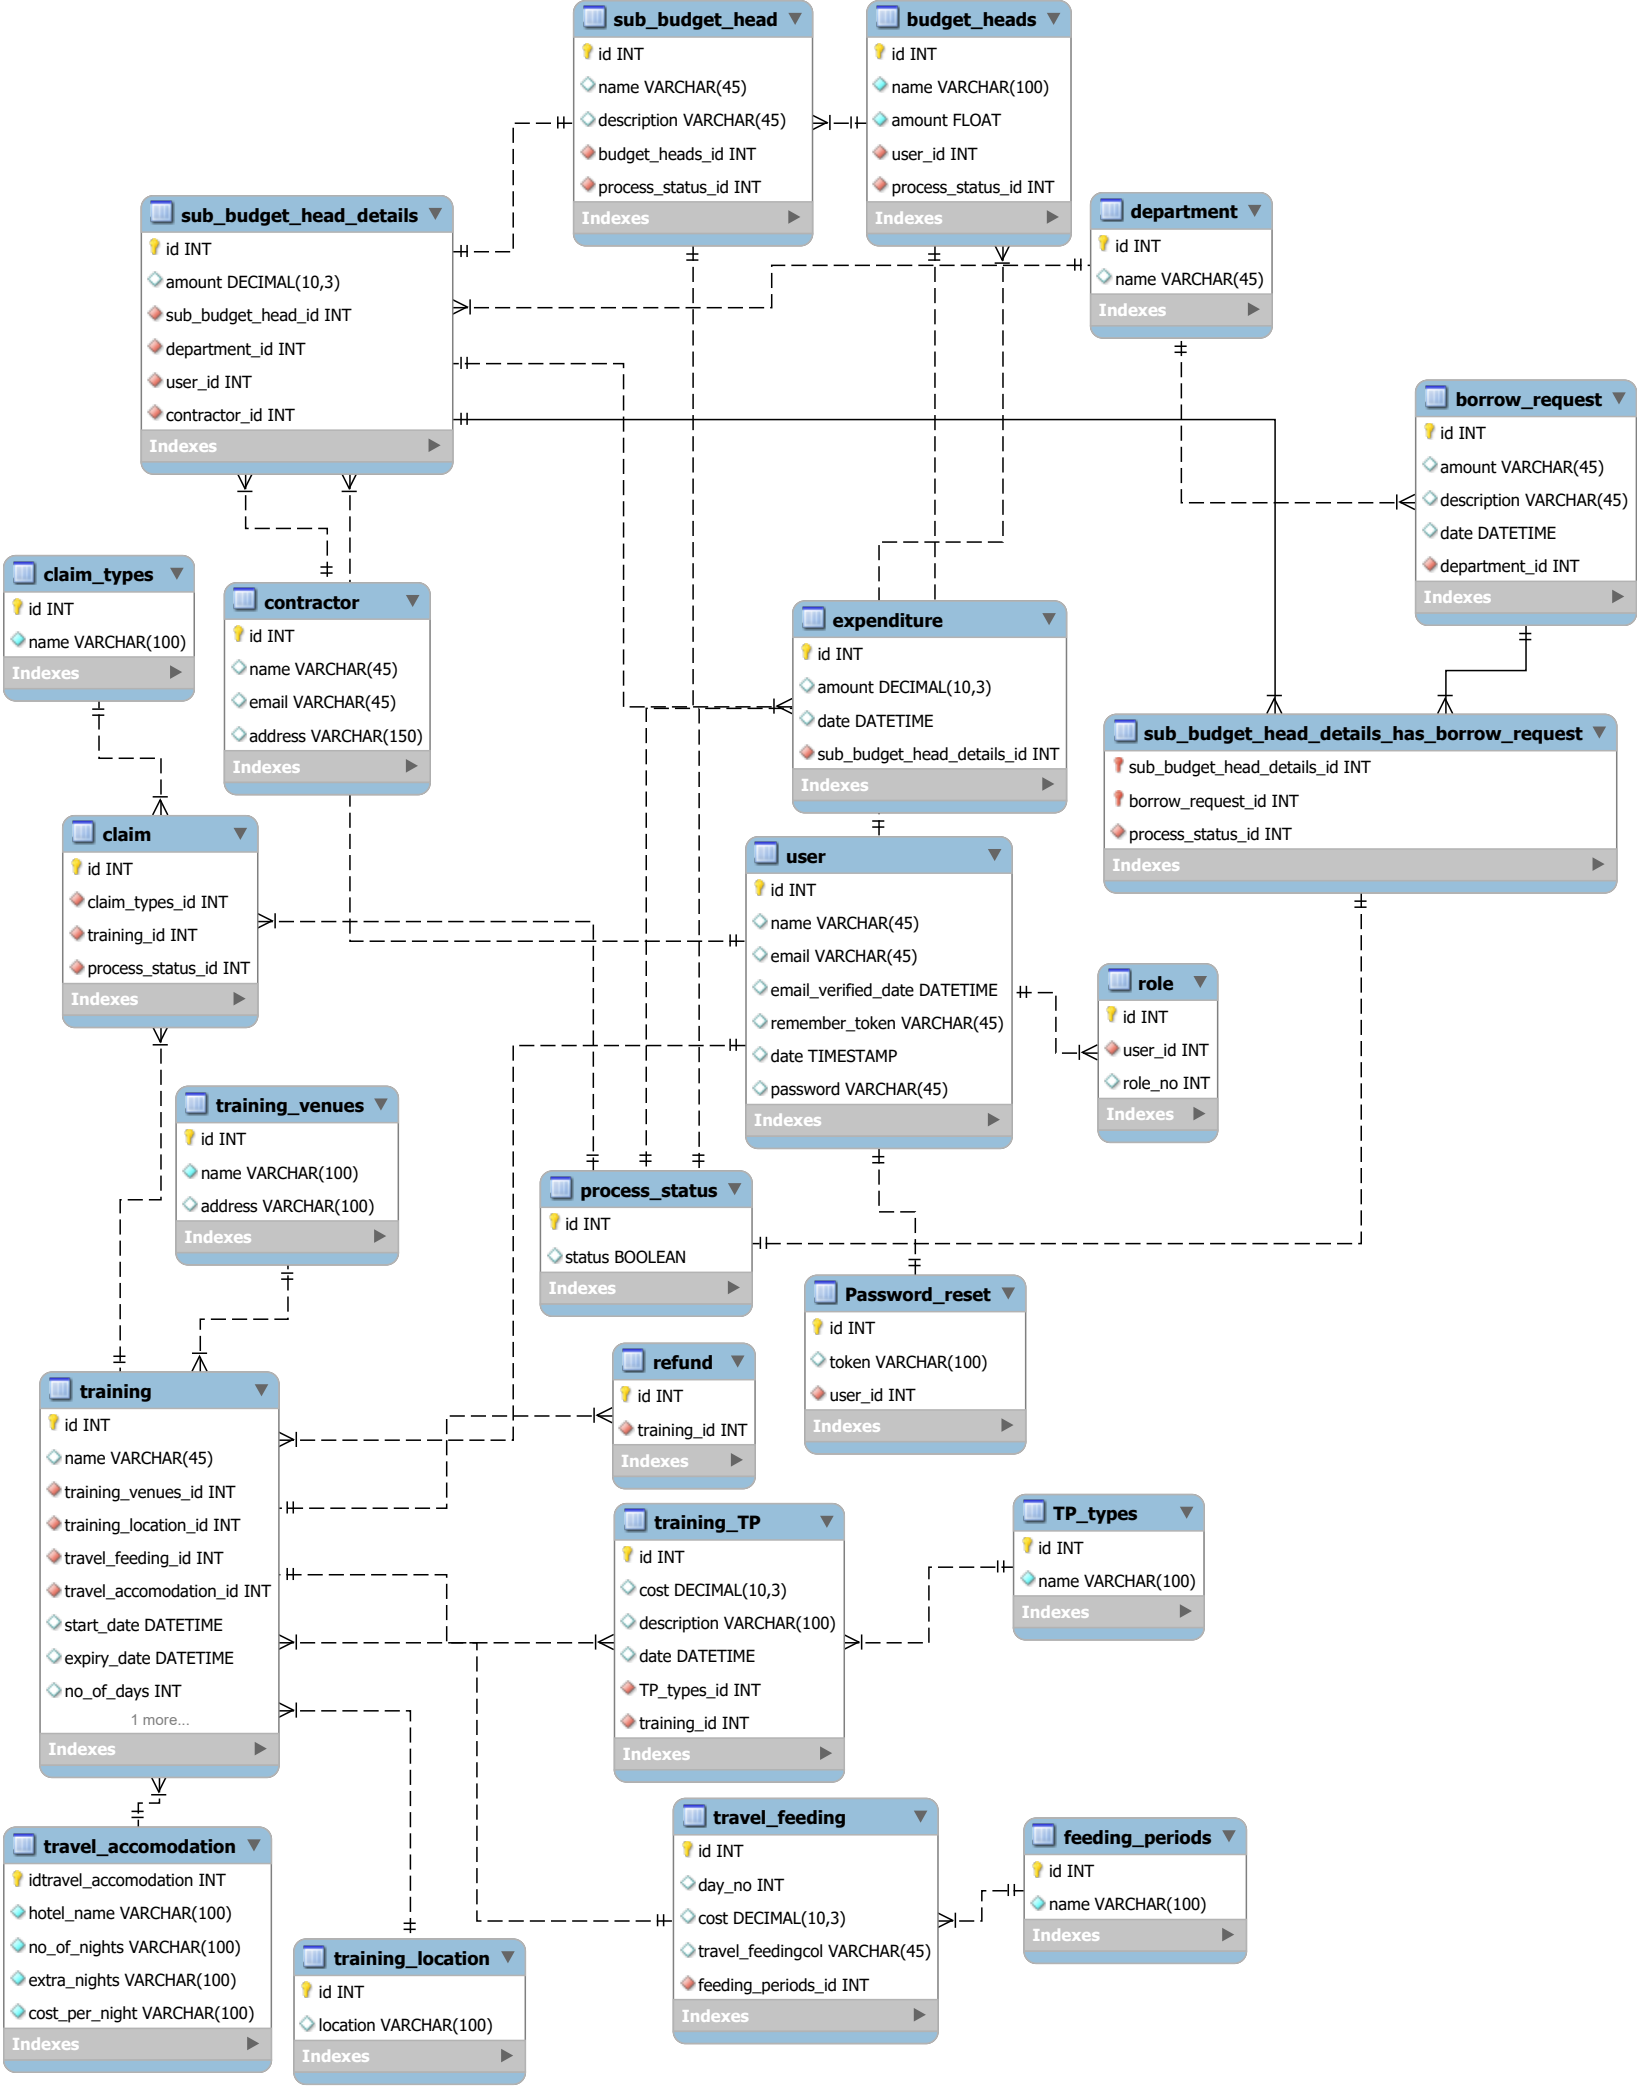 sub_budget_head
id INT
name VARCHAR(45)
description VARCHAR(45)
budget_heads_id INT
process_status_id INT
Indexes
budget_heads
id INT
name VARCHAR(100)
amount FLOAT
user_id INT
process_status_id INT
Indexes
sub_budget_head_details
id INT
amount DECIMAL(10,3)
sub_budget_head_id INT
department_id INT
user_id INT
contractor_id INT
Indexes
department
id INT
name VARCHAR(45)
Indexes
borrow_request
id INT
amount VARCHAR(45)
description VARCHAR(45)
date DATETIME
department_id INT
Indexes
claim_types
id INT
name VARCHAR(100)
Indexes
contractor
id INT
name VARCHAR(45)
email VARCHAR(45)
address VARCHAR(150)
Indexes
expenditure
id INT
amount DECIMAL(10,3)
date DATETIME
sub_budget_head_details_id INT
Indexes
sub_budget_head_details_has_borrow_request
sub_budget_head_details_id INT
borrow_request_id INT
process_status_id INT
Indexes
claim
id INT
claim_types_id INT
training_id INT
process_status_id INT
Indexes
user
id INT
name VARCHAR(45)
email VARCHAR(45)
email_verified_date DATETIME
remember_token VARCHAR(45)
date TIMESTAMP
password VARCHAR(45)
Indexes
role
id INT
user_id INT
role_no INT
Indexes
training_venues
id INT
name VARCHAR(100)
address VARCHAR(100)
Indexes
process_status
id INT
status BOOLEAN
Indexes
Password_reset
id INT
token VARCHAR(100)
user_id INT
Indexes
refund
id INT
training_id INT
Indexes
training
id INT
name VARCHAR(45)
training_venues_id INT
training_location_id INT
travel_feeding_id INT
travel_accomodation_id INT
start_date DATETIME
expiry_date DATETIME
no_of_days INT
1 more...
Indexes
training_TP
id INT
cost DECIMAL(10,3)
description VARCHAR(100)
date DATETIME
TP_types_id INT
training_id INT
Indexes
TP_types
id INT
name VARCHAR(100)
Indexes
travel_accomodation
idtravel_accomodation INT
hotel_name VARCHAR(100)
no_of_nights VARCHAR(100)
extra_nights VARCHAR(100)
cost_per_night VARCHAR(100)
Indexes
training_location
id INT
location VARCHAR(100)
Indexes
travel_feeding
id INT
day_no INT
cost DECIMAL(10,3)
travel_feedingcol VARCHAR(45)
feeding_periods_id INT
Indexes
feeding_periods
id INT
name VARCHAR(100)
Indexes